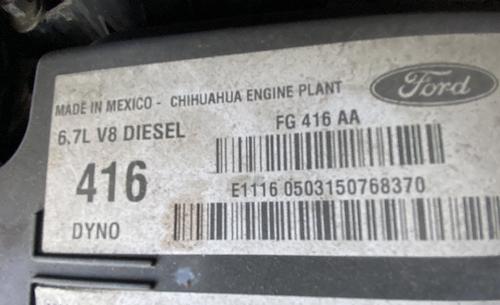 MADE IN MEXICO - CHIHUAHUA ENGINE PLANT
Ford
6.7L V8 DIESEL
FG 416 AA
416
E1116 0503150768370
DYNO